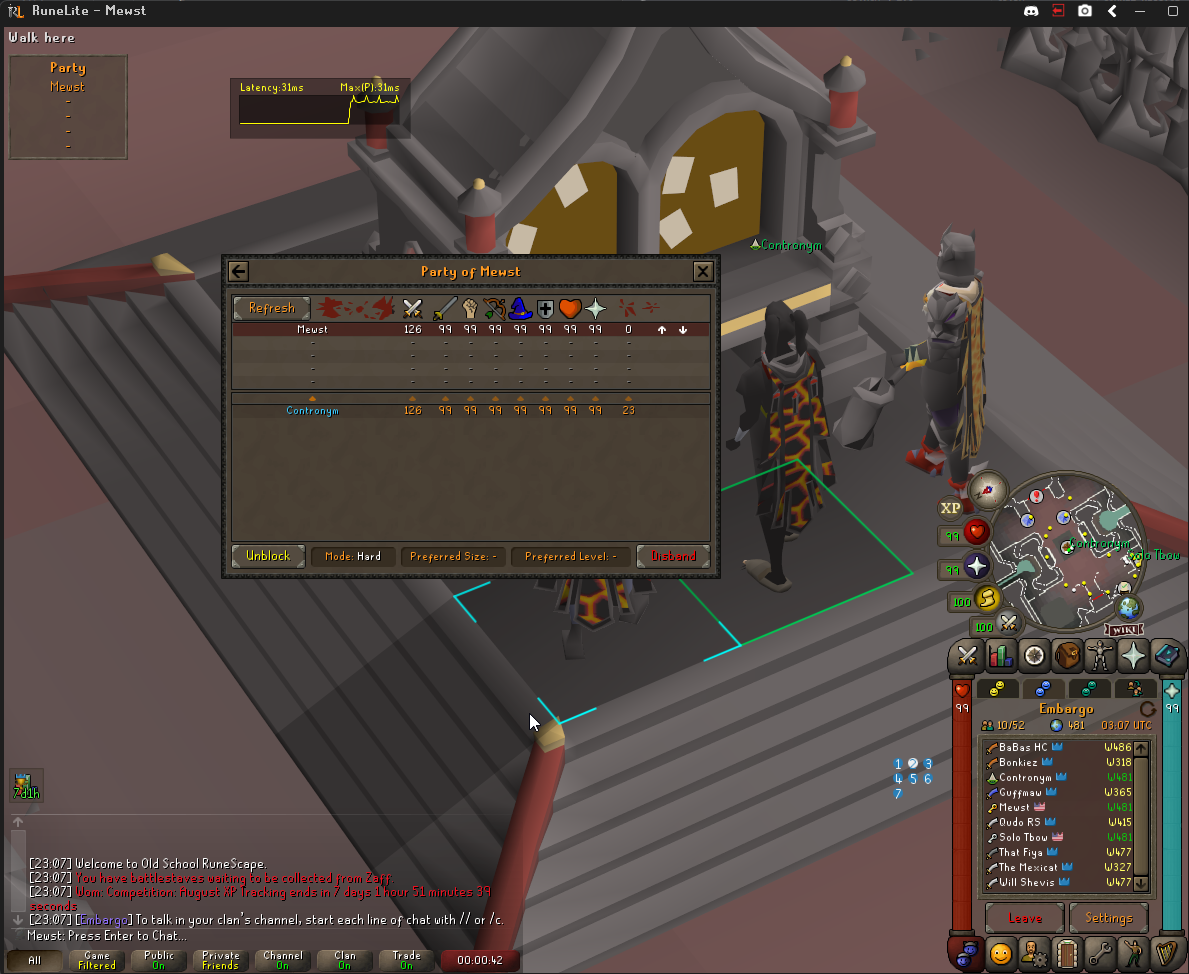 RuneLite - Mewst
Walk here
Party
Mewst
-
-
-
-
Latency:31ms Max(P):31ms
Contronym
Party of Mewst
Refresh
Mewst 126 99 99 99 99 99 99 99 0
- - - - - - - - - -
- - - - - - - - - -
- - - - - - - - - -
- - - - - - - - - -
Contronym 126 99 99 99 99 99 99 99 23
Unblock Mode: Hard Preferred Size: - Preferred Level: - Disband
XP
99
99
100
100
Contronym
Solo Tbow
WIKI
99
99
Embargo
10/52 481 03:07 UTC
BaBas HC W486
Bonkiez W318
Contronym W481
Guffmaw W365
Mewst W481
Oudo RS W415
Solo Tbow W481
That Fiya W477
The Mexicat W327
Will Shevis W477
Leave Settings
1 2 3
4 5 6
7
7d1h
[23:07] Welcome to Old School RuneScape.
[23:07] You have battlestaves waiting to be collected from Zaff.
[23:07] Wom: Competition: August XP Tracking ends in 7 days 1 hour 51 minutes 39
seconds
[23:07] [Embargo] To talk in your clan's channel, start each line of chat with // or /c.
Mewst: Press Enter to Chat...
All
Game
Filtered
Public
On
Private
Friends
Channel
On
Clan
On
Trade
On
00:00:42